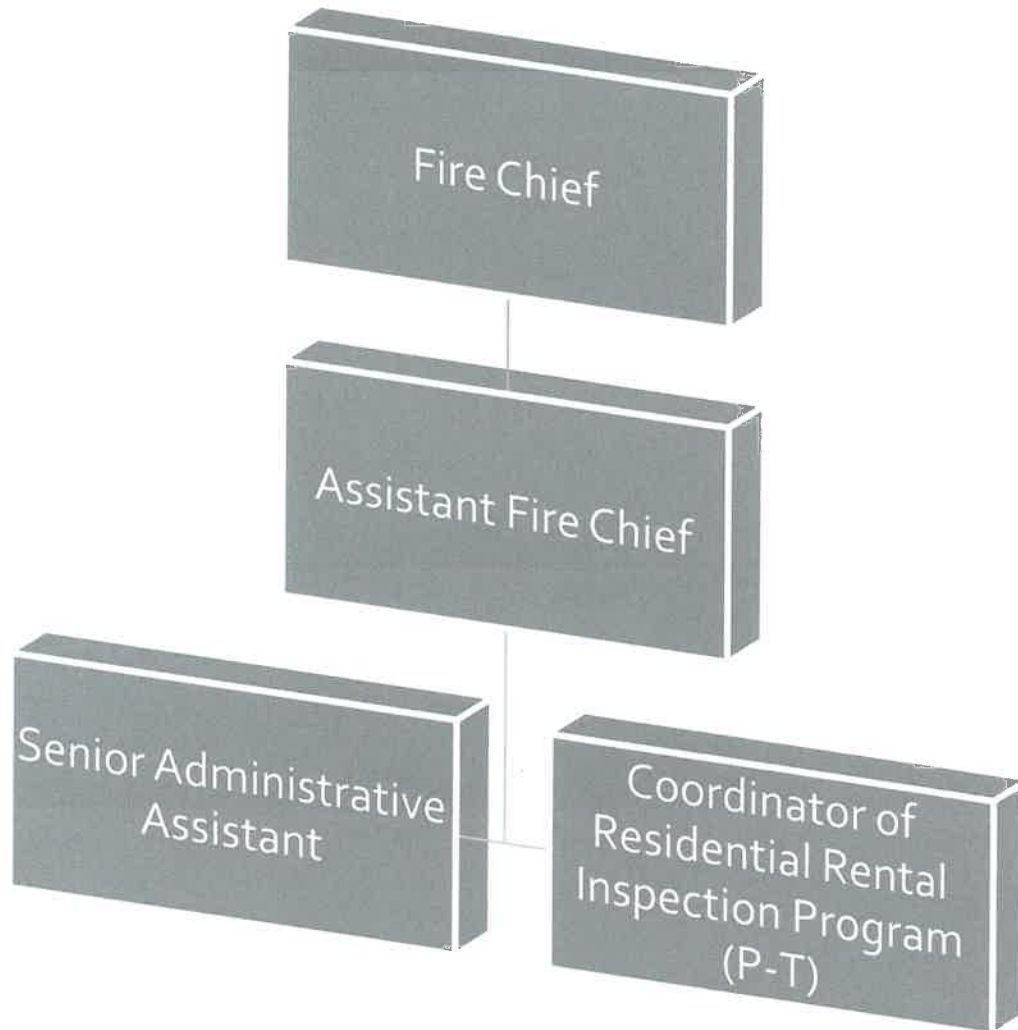 Fire Chief
Assistant Fire Chief
Senior Administrative
Assistant
Coordinator of
Residential Rental
Inspection Program
(P-T)